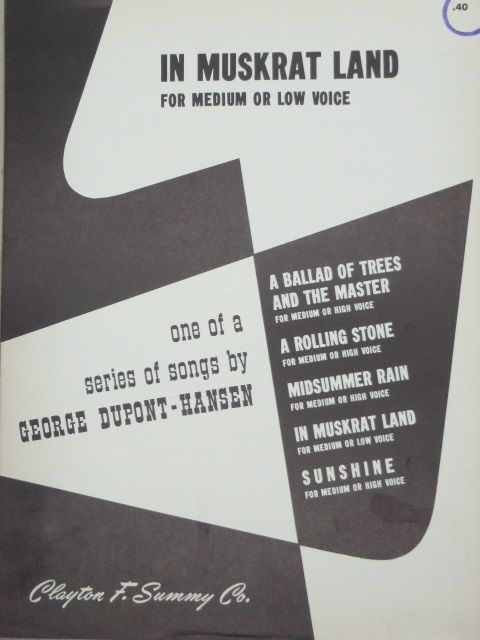 .40
IN MUSKRAT LAND
FOR MEDIUM OR LOW VOICE
one of a
series of songs by
GEORGE DUPONT-HANSEN
A BALLAD OF TREES
AND THE MASTER
FOR MEDIUM OR HIGH VOICE
A ROLLING STONE
FOR MEDIUM OR HIGH VOICE
MIDSUMMER RAIN
FOR MEDIUM OR HIGH VOICE
IN MUSKRAT LAND
FOR MEDIUM OR LOW VOICE
SUNSHINE
FOR MEDIUM OR HIGH VOICE
Clayton F. Summy Co.